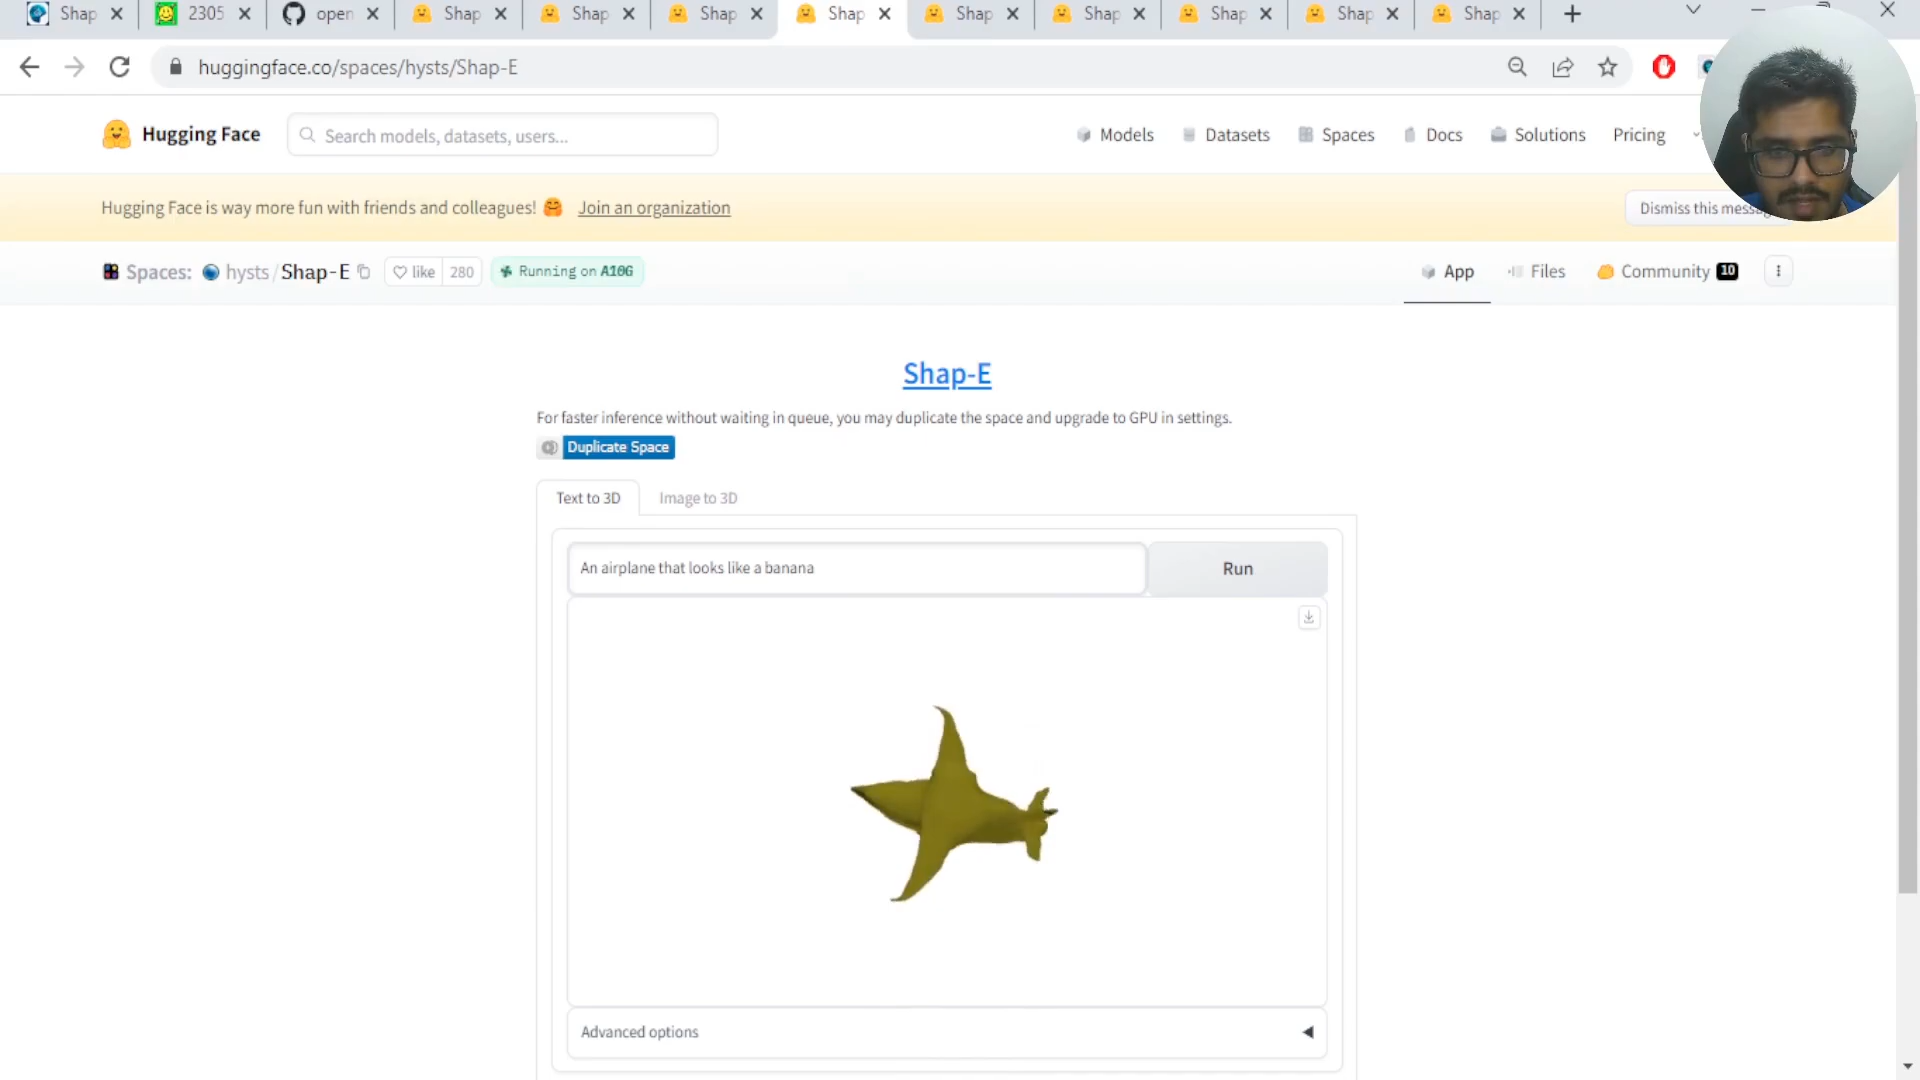 Shap
2305
open
Shap
Shap
Shap
Shap
Shap
Shap
Shap
Shap
Shap
huggingface.co/spaces/hysts/Shap-E
Hugging Face
Search models, datasets, users...
Models
Datasets
Spaces
Docs
Solutions
Pricing
Hugging Face is way more fun with friends and colleagues! 🤗 Join an organization
Dismiss this messag
Spaces: hysts/Shap-E
like 280
Running on A10G
App
Files
Community 10
Shap-E
For faster inference without waiting in queue, you may duplicate the space and upgrade to GPU in settings.
Duplicate Space
Text to 3D
Image to 3D
An airplane that looks like a banana
Run
Advanced options